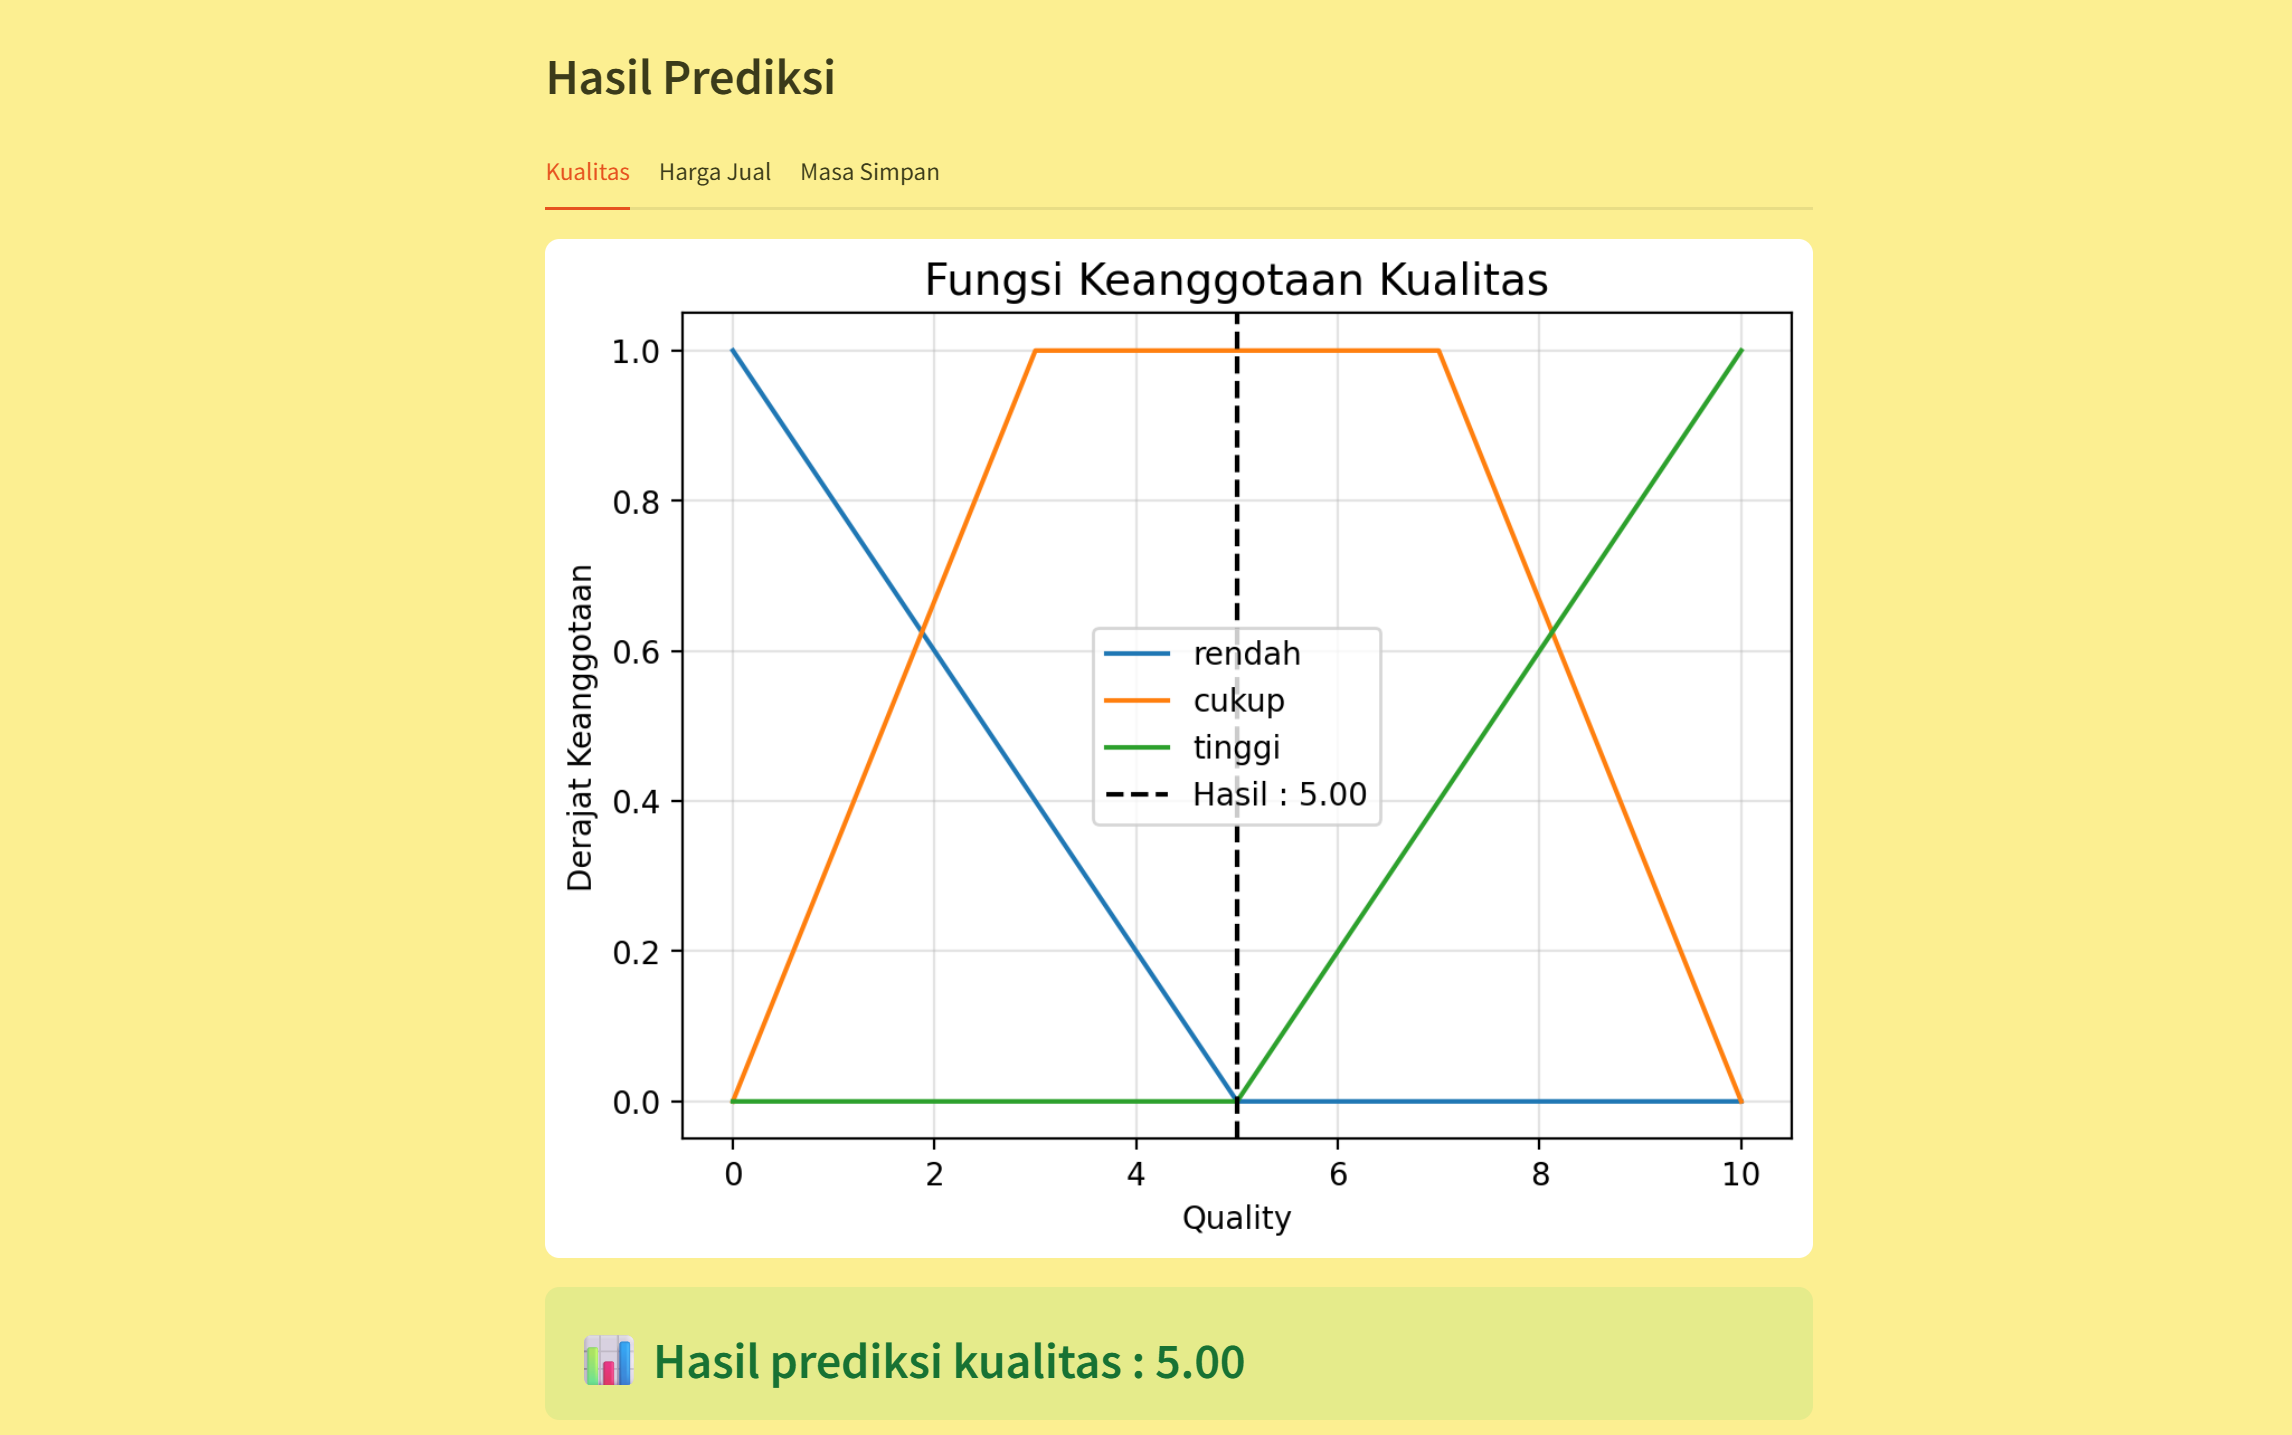 Hasil Prediksi
Kualitas Harga Jual Masa Simpan
Fungsi Keanggotaan Kualitas
Derajat Keanggotaan
1.0
0.8
0.6
0.4
0.2
0.0
rendah
cukup
tinggi
Hasil : 5.00
0 2 4 6 8 10
Quality
Hasil prediksi kualitas : 5.00